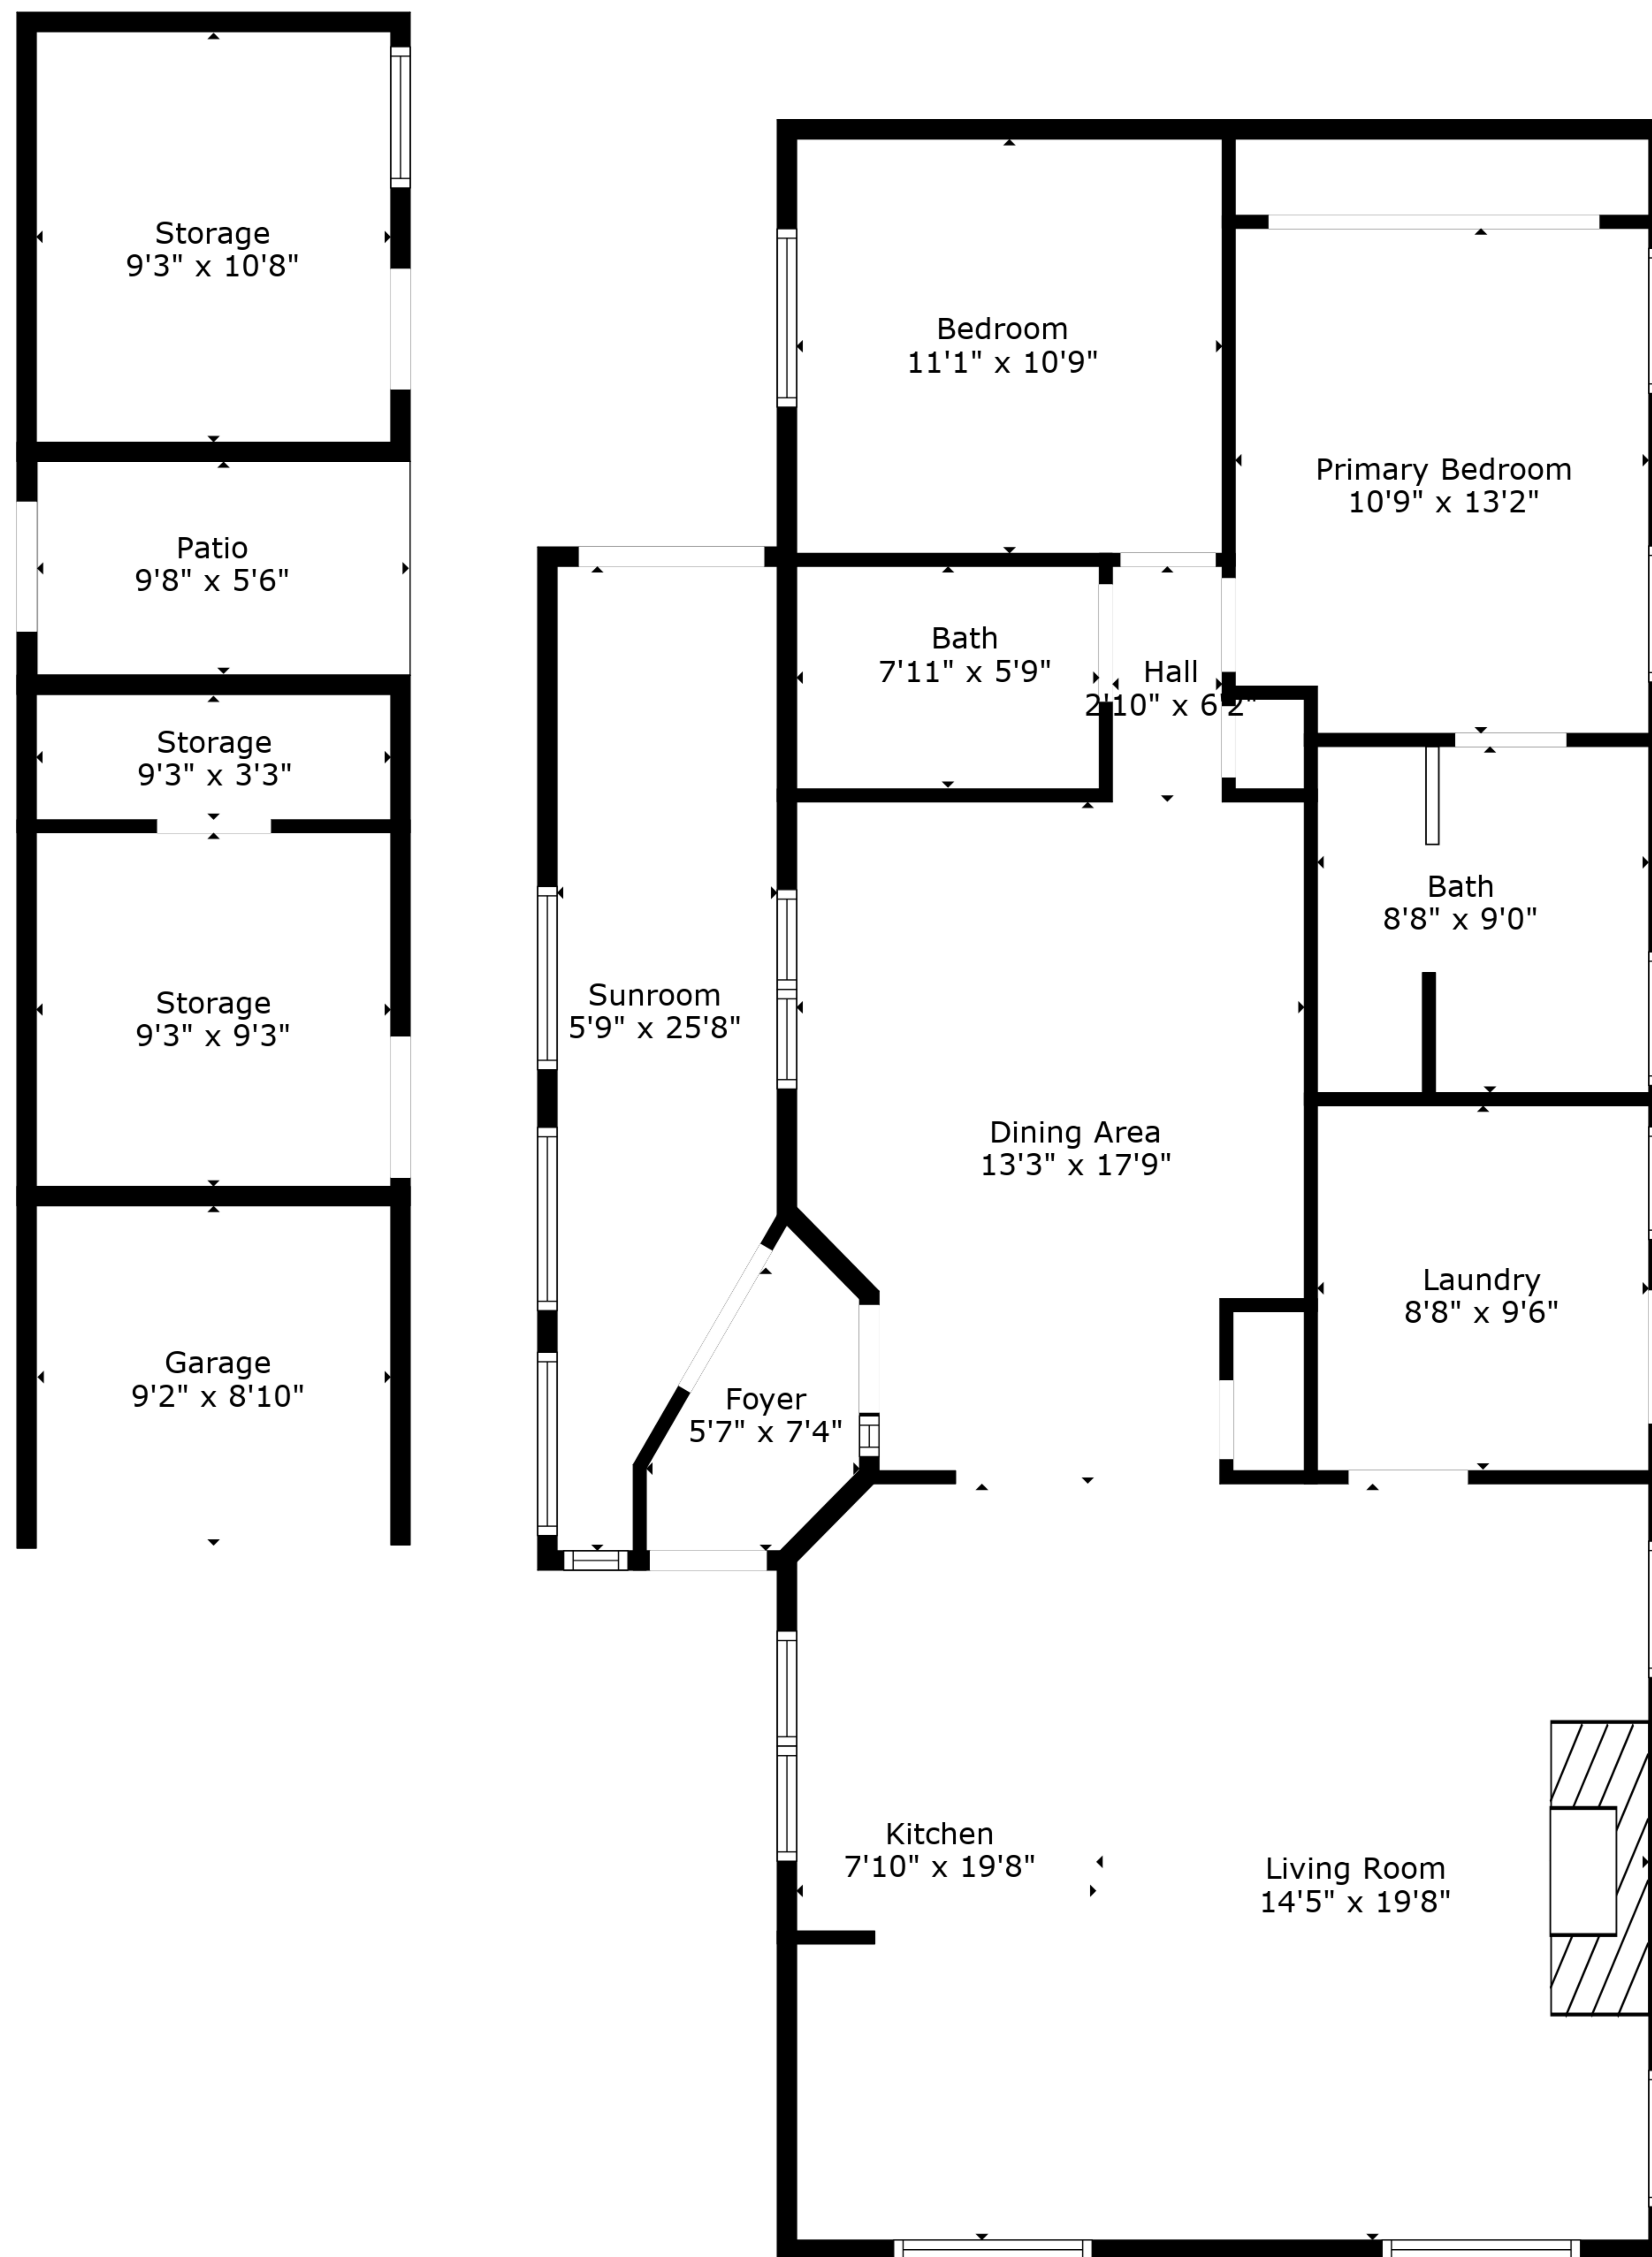 Storage
9'3" x 10'8"
Patio
9'8" x 5'6"
Storage
9'3" x 3'3"
Storage
9'3" x 9'3"
Garage
9'2" x 8'10"
Bedroom
11'1" x 10'9"
Primary Bedroom
10'9" x 13'2"
Bath
7'11" x 5'9"
Hall
2'10" x 6'2"
Bath
8'8" x 9'0"
Sunroom
5'9" x 25'8"
Dining Area
13'3" x 17'9"
Laundry
8'8" x 9'6"
Foyer
5'7" x 7'4"
Kitchen
7'10" x 19'8"
Living Room
14'5" x 19'8"